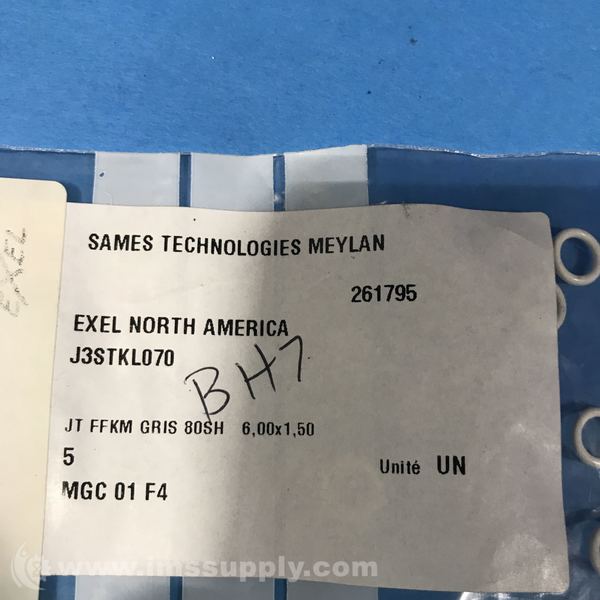 SAMES TECHNOLOGIES MEYLAN
261795
EXEL NORTH AMERICA
J3STKL070
BH7
JT FFKM GRIS 80SH 6,00x1,50
5
Unité UN
MGC 01 F4
EXEL
www.imssupply.com